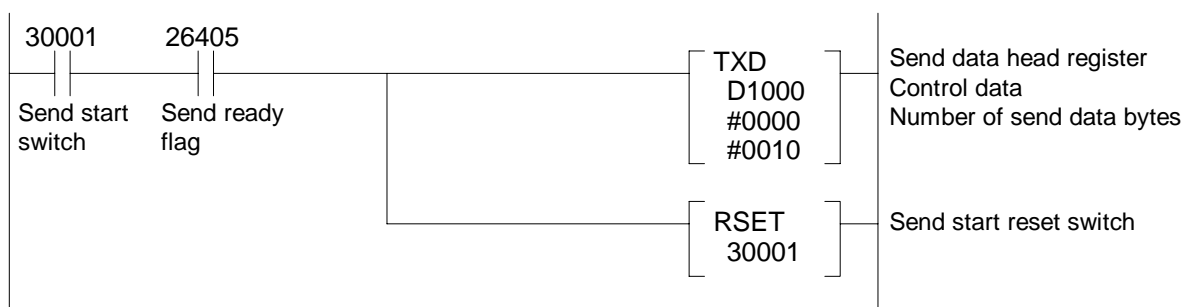 30001
26405
Send start
switch
Send ready
flag
TXD
D1000
#0000
#0010
Send data head register
Control data
Number of send data bytes
RSET
30001
Send start reset switch